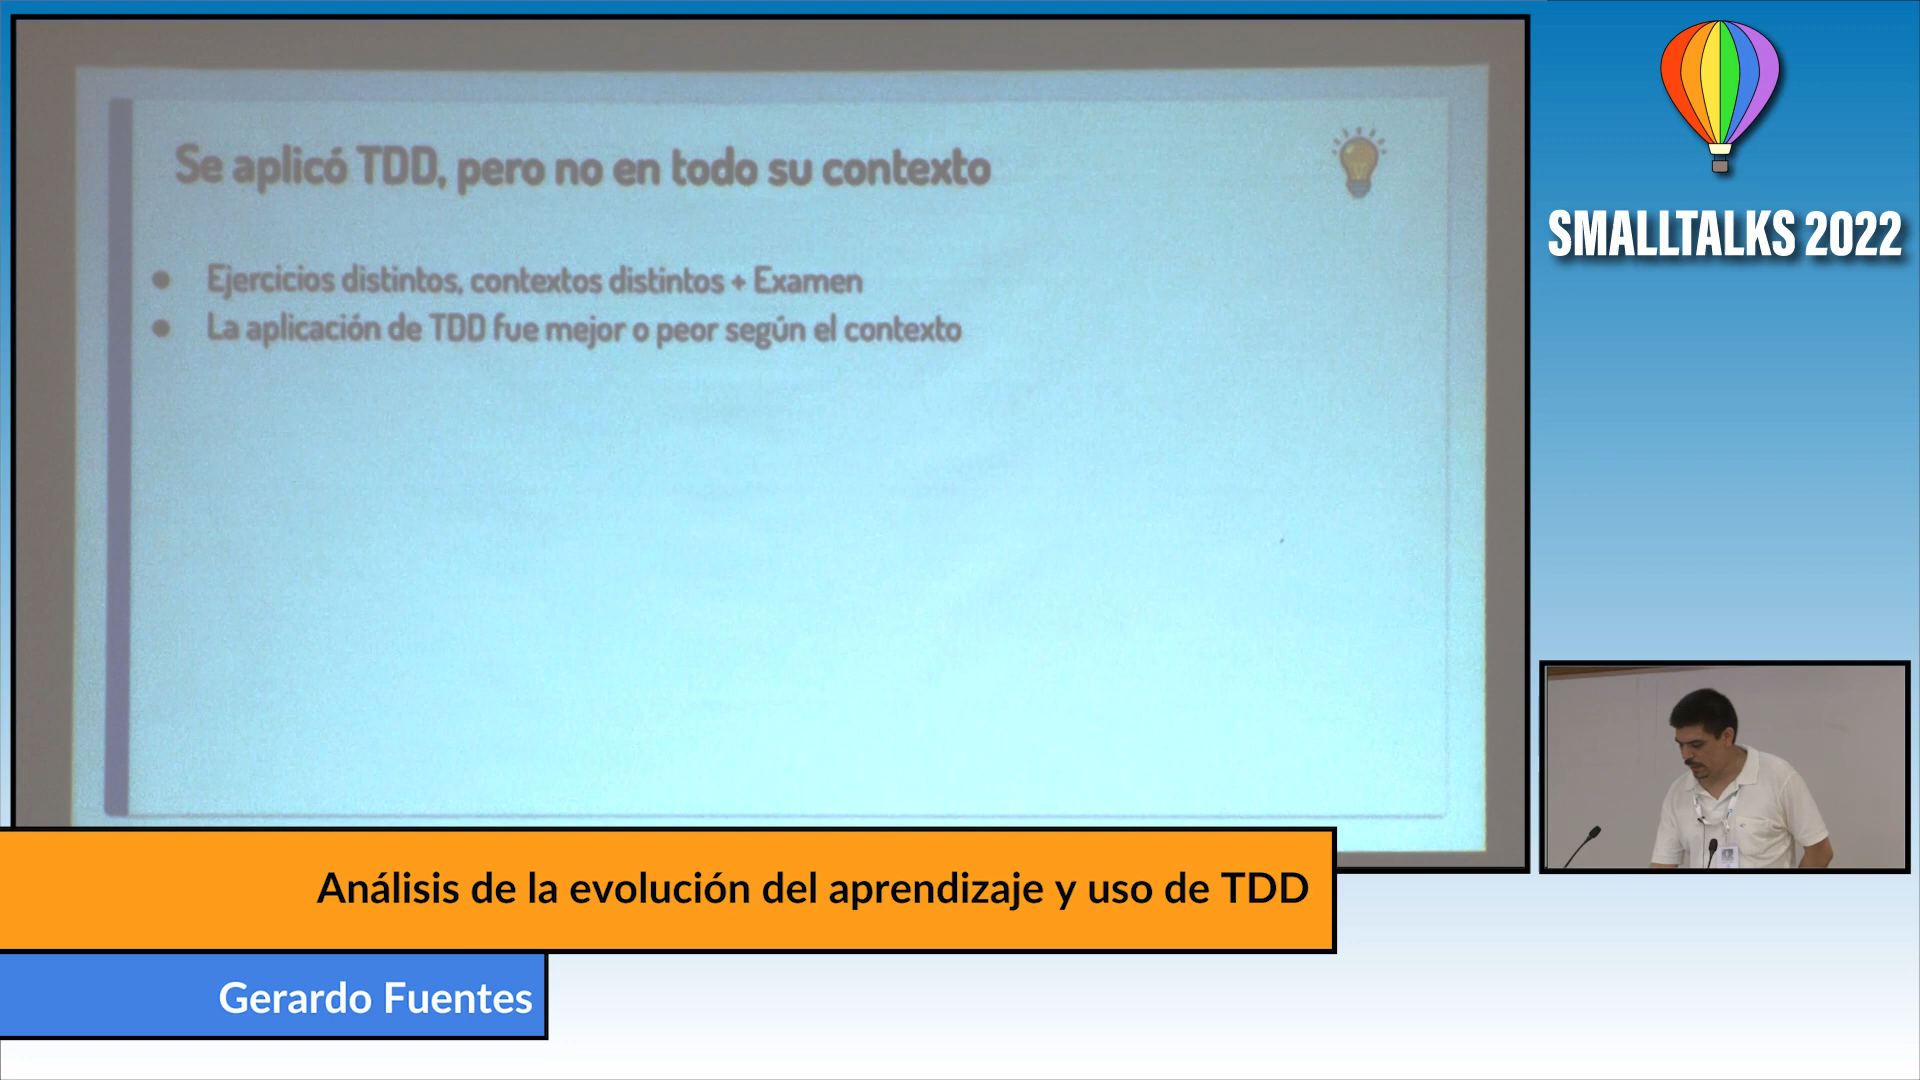 Se aplicó TDD, pero no en todo su contexto
● Ejercicios distintos, contextos distintos + Examen
● La aplicación de TDD fue mejor o peor según el contexto
SMALLTALKS 2022
Análisis de la evolución del aprendizaje y uso de TDD
Gerardo Fuentes